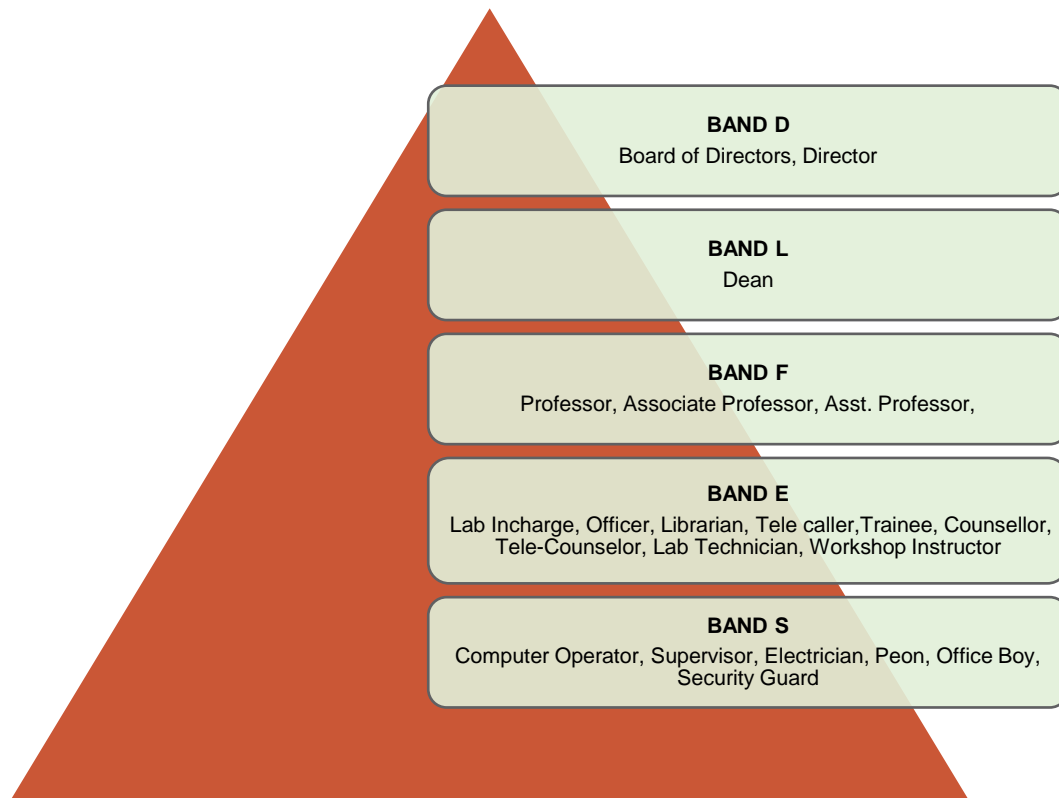 BAND D
Board of Directors, Director
BAND L
Dean
BAND F
Professor, Associate Professor, Asst. Professor,
BAND E
Lab Incharge, Officer, Librarian, Tele caller,Trainee, Counsellor,
Tele-Counselor, Lab Technician, Workshop Instructor
BAND S
Computer Operator, Supervisor, Electrician, Peon, Office Boy,
Security Guard